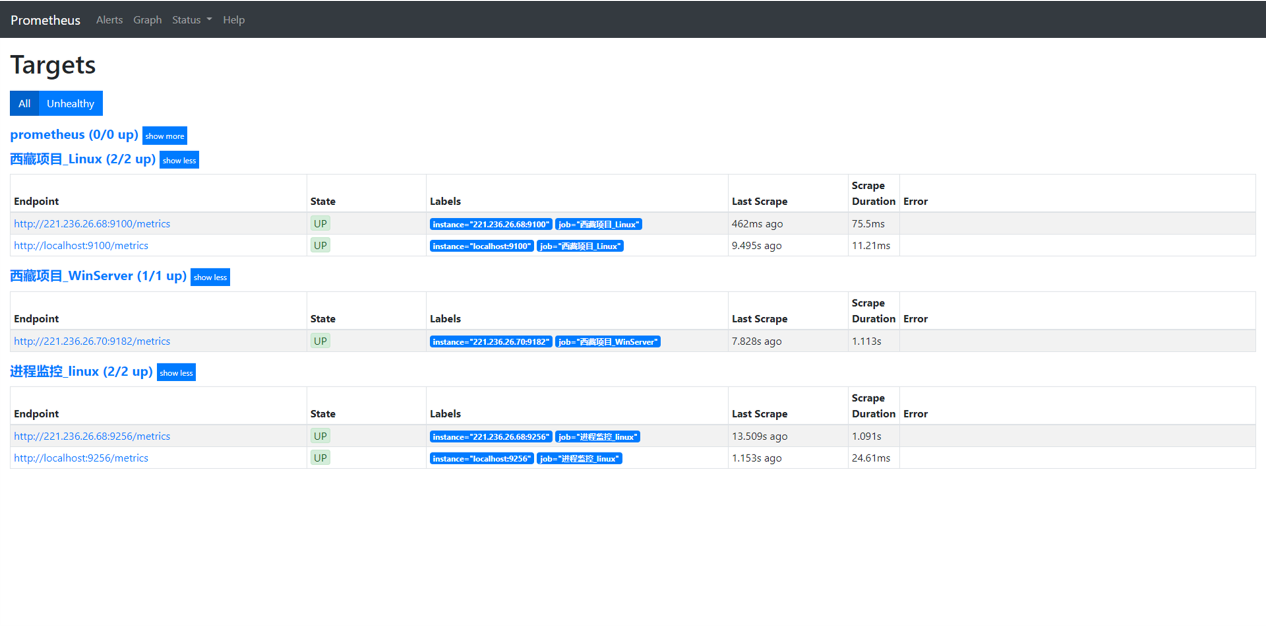 Prometheus Alerts Graph Status Help
Targets
All Unhealthy
prometheus (0/0 up) show more
西藏项目_Linux (2/2 up) show less
Endpoint State Labels Last Scrape Scrape Duration Error
http://221.236.26.68:9100/metrics UP instance="221.236.26.68:9100" job="西藏项目_Linux" 462ms ago 75.5ms
http://localhost:9100/metrics UP instance="localhost:9100" job="西藏项目_Linux" 9.495s ago 11.21ms
西藏项目_WinServer (1/1 up) show less
Endpoint State Labels Last Scrape Scrape Duration Error
http://221.236.26.70:9182/metrics UP instance="221.236.26.70:9182" job="西藏项目_WinServer" 7.828s ago 1.113s
进程监控_linux (2/2 up) show less
Endpoint State Labels Last Scrape Scrape Duration Error
http://221.236.26.68:9256/metrics UP instance="221.236.26.68:9256" job="进程监控_linux" 13.509s ago 1.091s
http://localhost:9256/metrics UP instance="localhost:9256" job="进程监控_linux" 1.153s ago 24.61ms